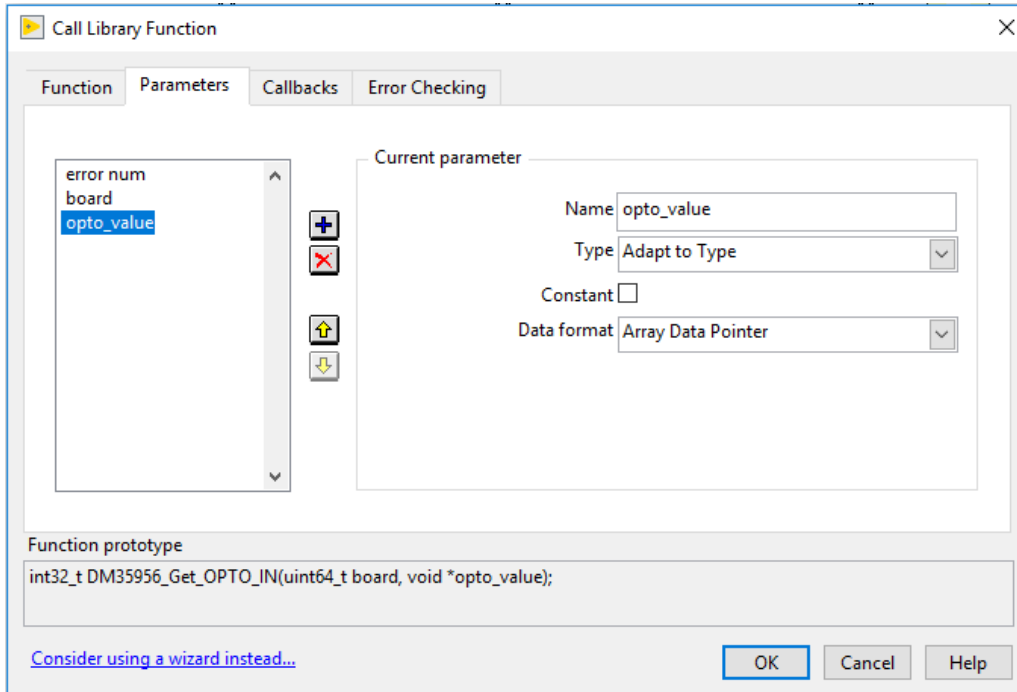 Call Library Function
Function Parameters Callbacks Error Checking
Current parameter
error num
board
opto_value
Name opto_value
Type Adapt to Type
Constant
Data format Array Data Pointer
Function prototype
int32_t DM35956_Get_OPTO_IN(uint64_t board, void *opto_value);
Consider using a wizard instead...
OK Cancel Help